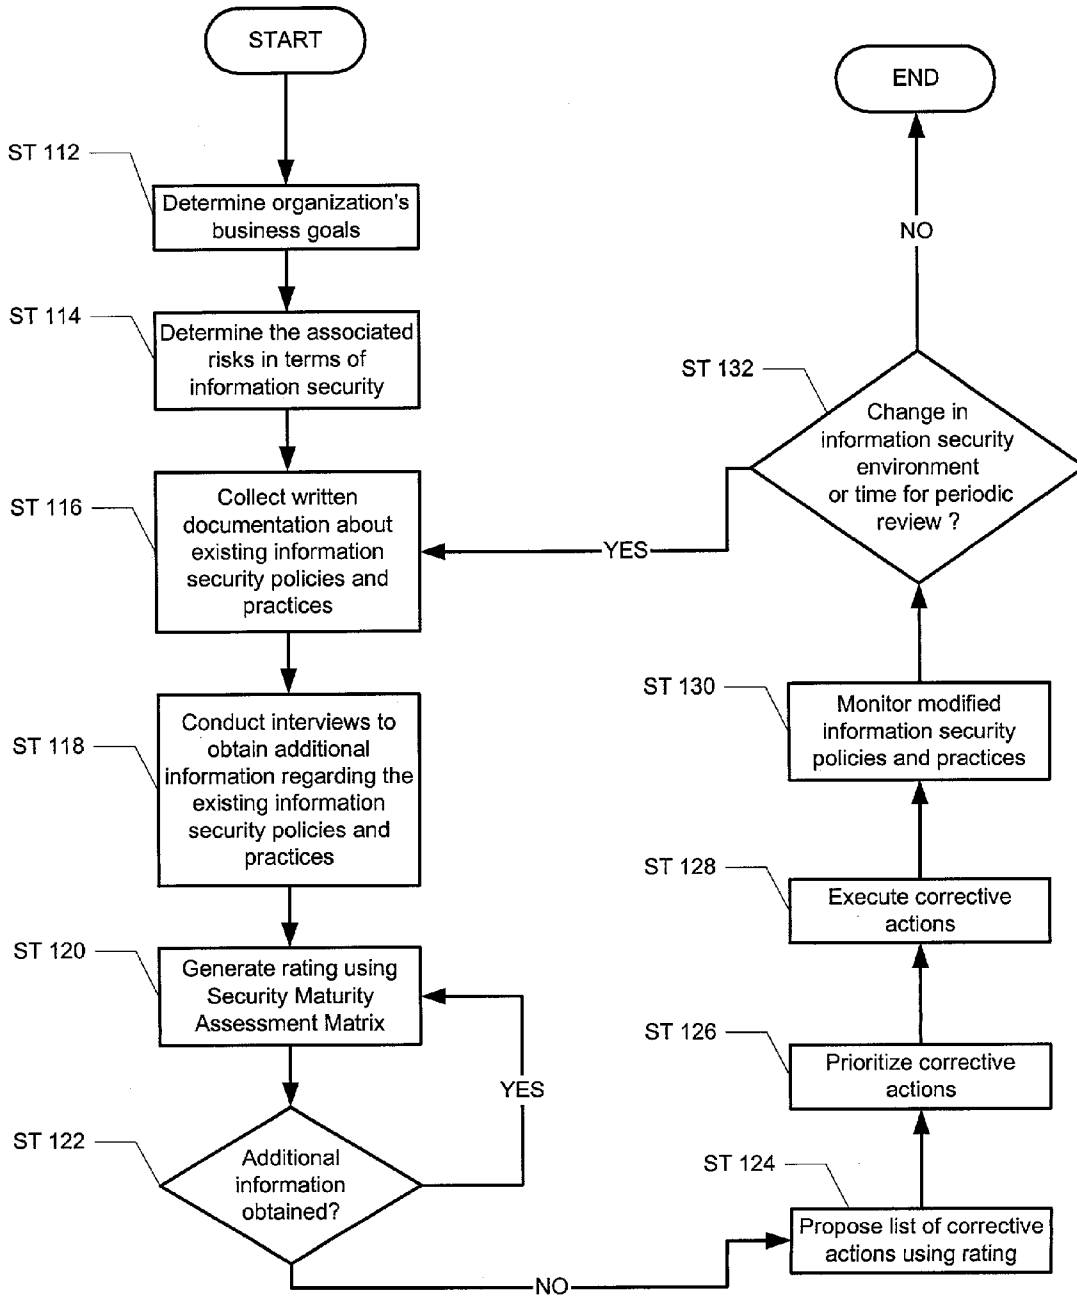 START
ST 112
Determine organization's
business goals
ST 114
Determine the associated
risks in terms of
information security
ST 116
Collect written
documentation about
existing information
security policies and
practices
ST 118
Conduct interviews to
obtain additional
information regarding the
existing information
security policies and
practices
ST 120
Generate rating using
Security Maturity
Assessment Matrix
YES
ST 122
Additional
information
obtained?
NO
ST 124
Propose list of corrective
actions using rating
ST 126
Prioritize corrective
actions
ST 128
Execute corrective
actions
ST 130
Monitor modified
information security
policies and practices
ST 132
Change in
information security
environment
or time for periodic
review ?
YES
NO
END